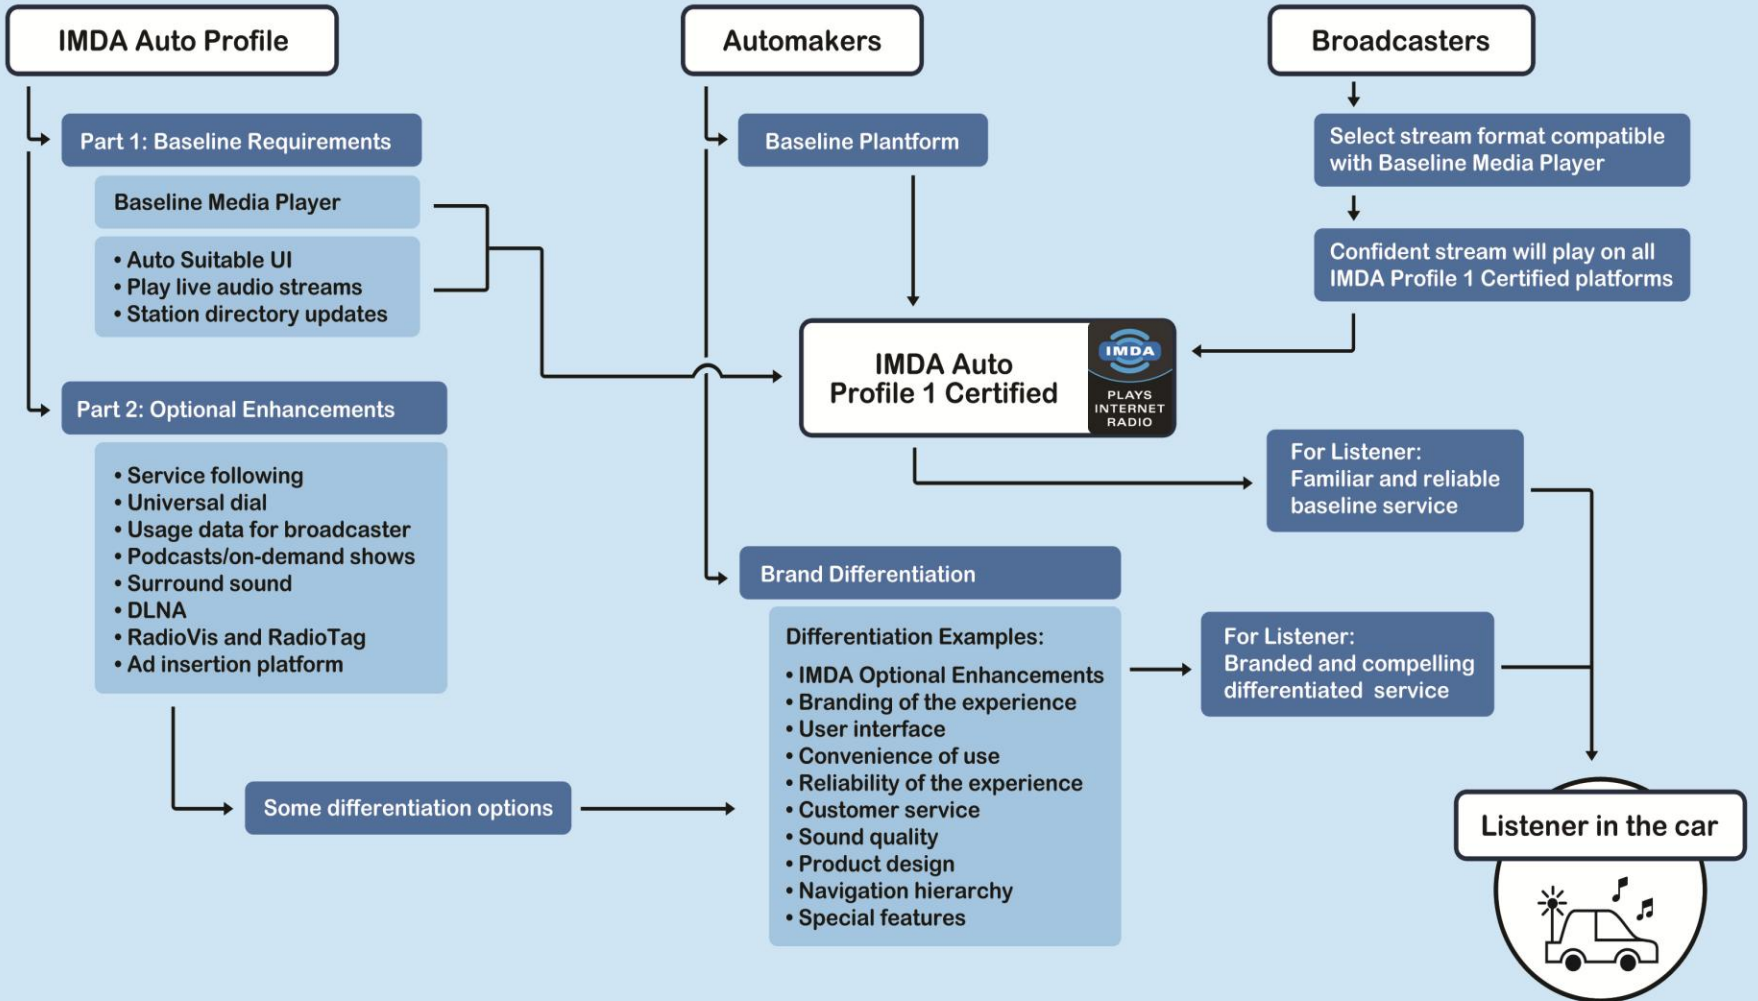 IMDA Auto Profile
Part 1: Baseline Requirements
Baseline Media Player
• Auto Suitable UI
• Play live audio streams
• Station directory updates
Part 2: Optional Enhancements
• Service following
• Universal dial
• Usage data for broadcaster
• Podcasts/on-demand shows
• Surround sound
• DLNA
• RadioVis and RadioTag
• Ad insertion platform
Some differentiation options
Automakers
Baseline Plantform
IMDA Auto
Profile 1 Certified
IMDA
PLAYS
INTERNET
RADIO
Brand Differentiation
Differentiation Examples:
• IMDA Optional Enhancements
• Branding of the experience
• User interface
• Convenience of use
• Reliability of the experience
• Customer service
• Sound quality
• Product design
• Navigation hierarchy
• Special features
Broadcasters
Select stream format compatible
with Baseline Media Player
Confident stream will play on all
IMDA Profile 1 Certified platforms
For Listener:
Familiar and reliable
baseline service
For Listener:
Branded and compelling
differentiated service
Listener in the car